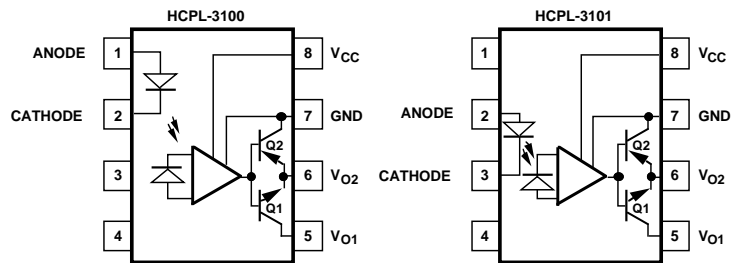 HCPL-3100
ANODE 1
CATHODE 2
3
4
8 VCC
7 GND
6 VO2
5 VO1
Q2
Q1
HCPL-3101
1
ANODE 2
CATHODE 3
4
8 VCC
7 GND
6 VO2
5 VO1
Q2
Q1